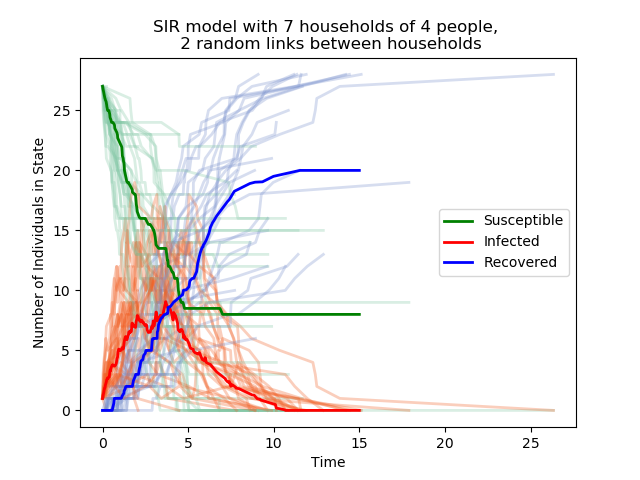 SIR model with 7 households of 4 people,
2 random links between households
Number of Individuals in State
25
20
15
10
5
0
Susceptible
Infected
Recovered
0 5 10 15 20 25
Time